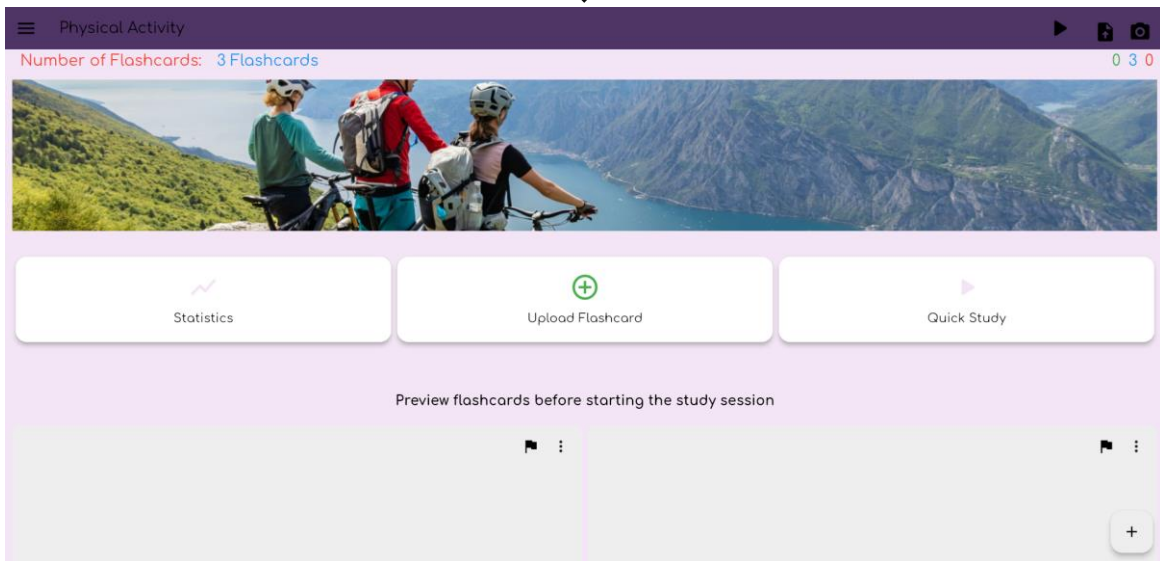 Physical Activity
Number of Flashcards: 3 Flashcards 0 3 0
Statistics
Upload Flashcard
Quick Study
Preview flashcards before starting the study session